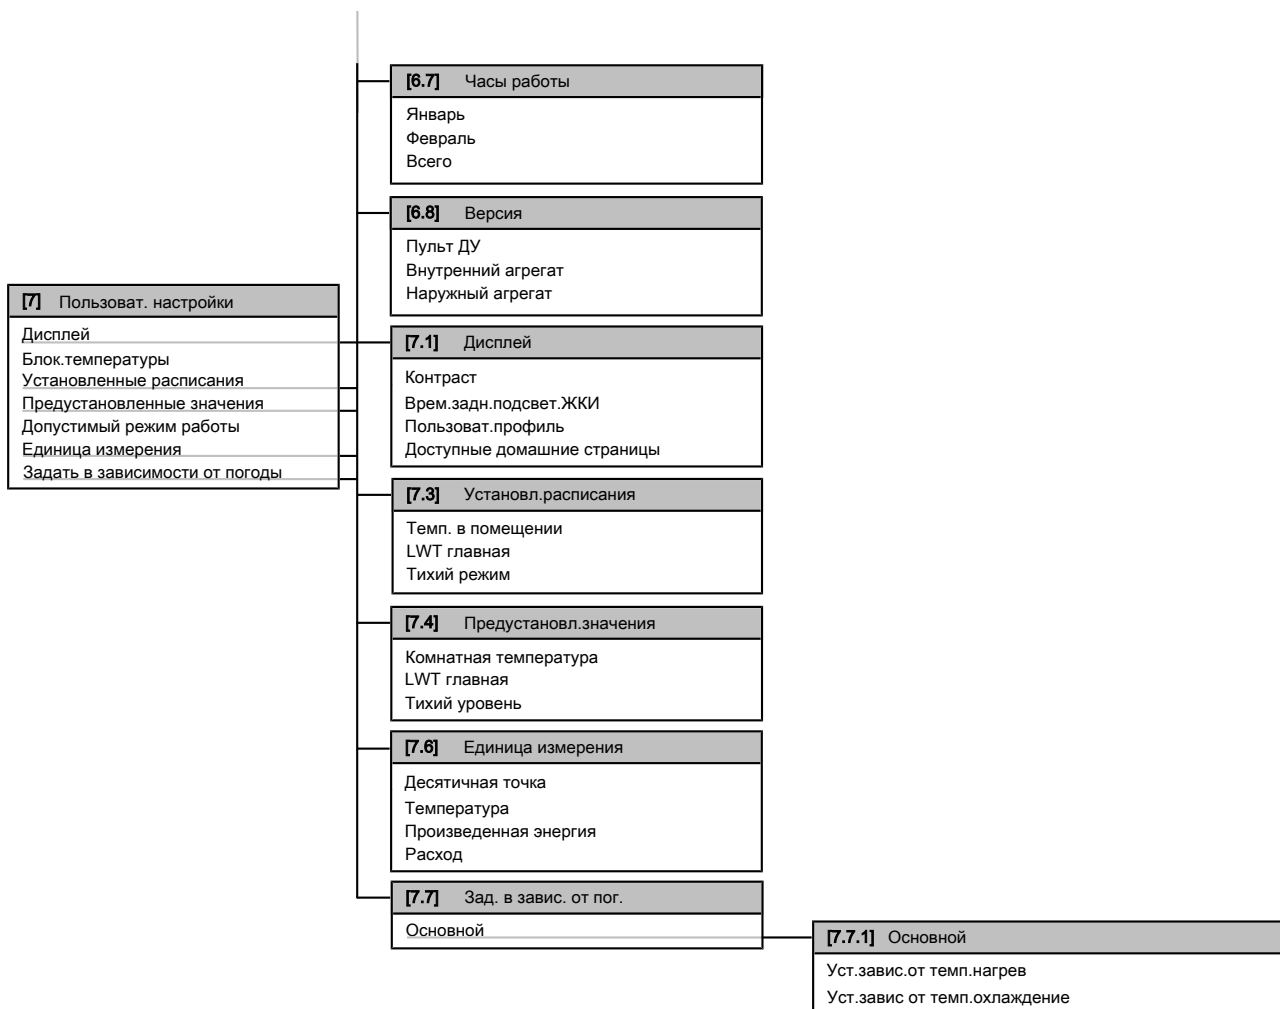 [6.7] Часы работы
Январь
Февраль
Всего
[6.8] Версия
Пульт ДУ
Внутренний агрегат
Наружный агрегат
[7] Пользоват. настройки
Дисплей
Блок.температуры
Установленные расписания
Предустановленные значения
Допустимый режим работы
Единица измерения
Задать в зависимости от погоды
[7.1] Дисплей
Контраст
Врем.задн.подсвет.ЖКИ
Пользоват.профиль
Доступные домашние страницы
[7.3] Установл.расписания
Темп. в помещении
LWT главная
Тихий режим
[7.4] Предустановл.значения
Комнатная температура
LWT главная
Тихий уровень
[7.6] Единица измерения
Десятичная точка
Температура
Произведенная энергия
Расход
[7.7] Зад. в завис. от пог.
Основной
[7.7.1] Основной
Уст.завис.от темп.нагрев
Уст.завис от темп.охлаждение